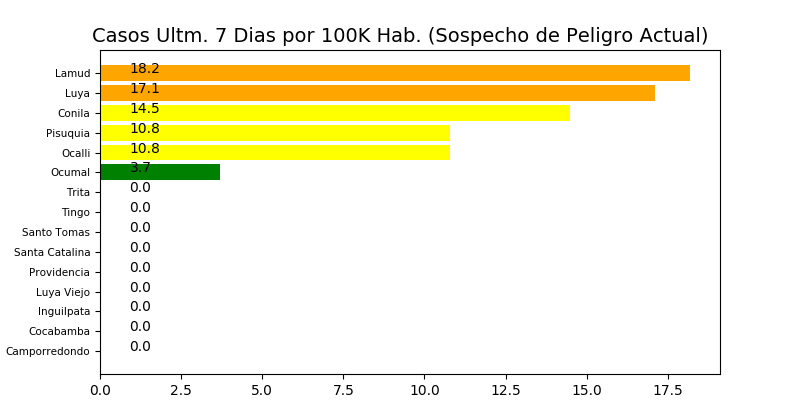 Casos Ultm. 7 Dias por 100K Hab. (Sospecho de Peligro Actual)
Lamud 18.2
Luya 17.1
Conila 14.5
Pisuquia 10.8
Ocalli 10.8
Ocumal 3.7
Trita 0.0
Tingo 0.0
Santo Tomas 0.0
Santa Catalina 0.0
Providencia 0.0
Luya Viejo 0.0
Inguilpata 0.0
Cocabamba 0.0
Camporredondo 0.0
0.0 2.5 5.0 7.5 10.0 12.5 15.0 17.5